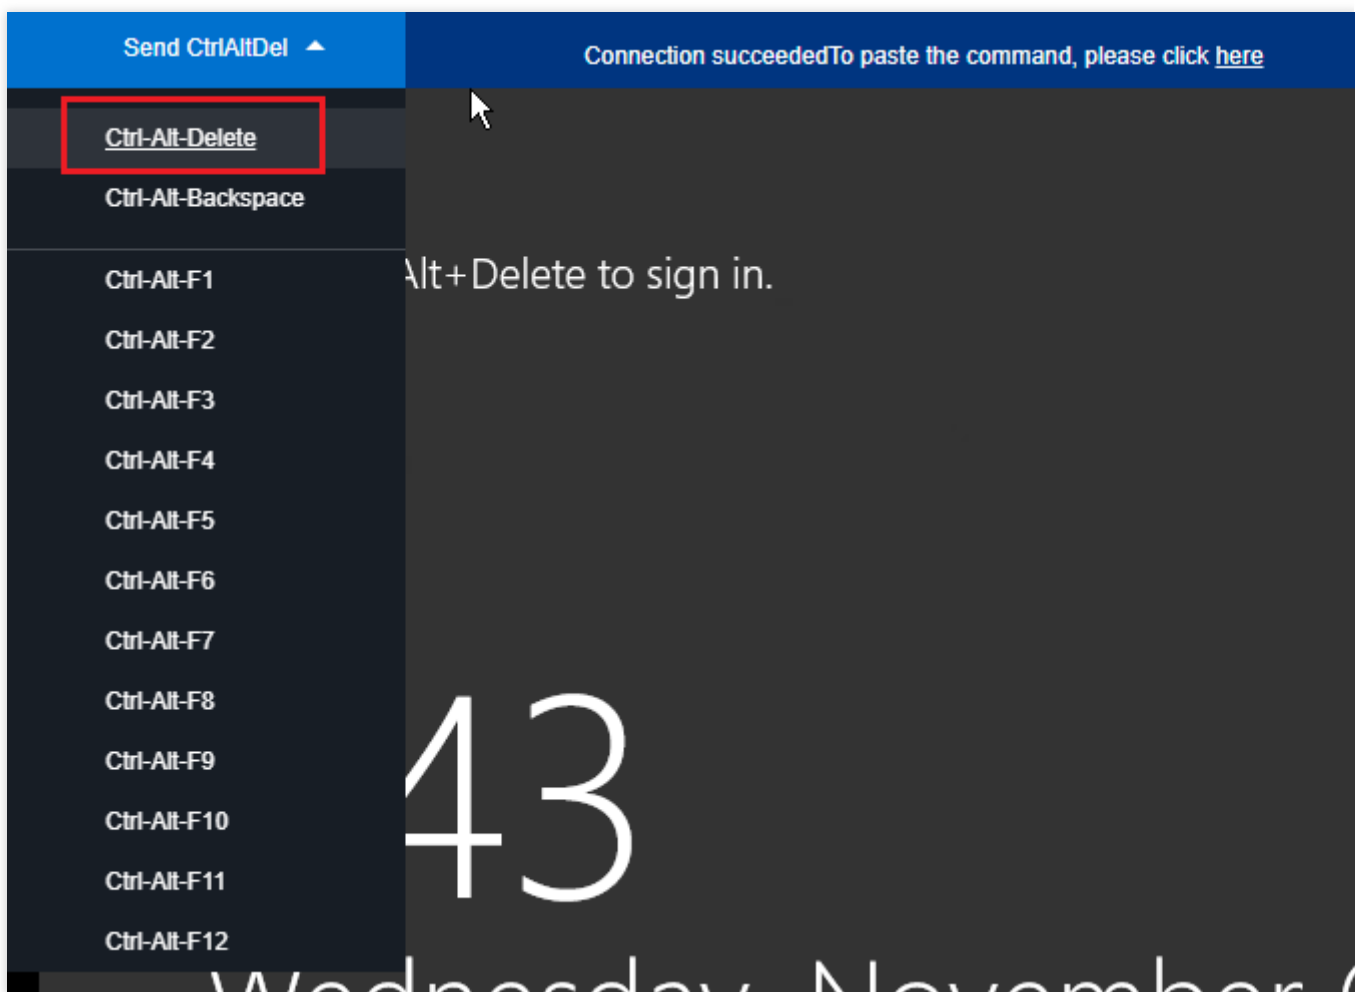 Send CtrlAltDel
Connection succeededTo paste the command, please click here
Ctrl-Alt-Delete
Ctrl-Alt-Backspace
Alt+Delete to sign in.
Ctrl-Alt-F1
Ctrl-Alt-F2
Ctrl-Alt-F3
Ctrl-Alt-F4
Ctrl-Alt-F5
Ctrl-Alt-F6
Ctrl-Alt-F7
Ctrl-Alt-F8
Ctrl-Alt-F9
Ctrl-Alt-F10
Ctrl-Alt-F11
Ctrl-Alt-F12
43
Wednesday, November